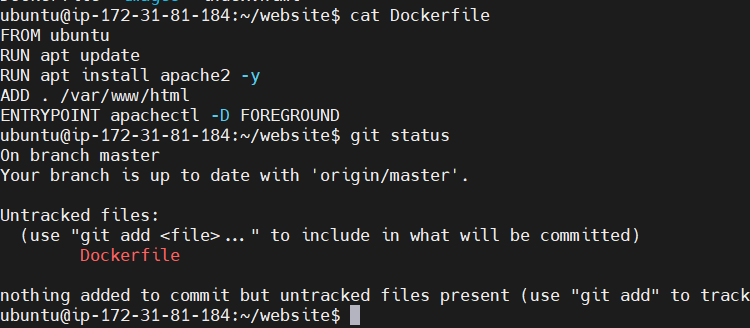 ubuntu@ip-172-31-81-184:~/website$ cat Dockerfile
FROM ubuntu
RUN apt update
RUN apt install apache2 -y
ADD . /var/www/html
ENTRYPOINT apachectl -D FOREGROUND
ubuntu@ip-172-31-81-184:~/website$ git status
On branch master
Your branch is up to date with 'origin/master'.
Untracked files:
(use "git add <file>..." to include in what will be committed)
Dockerfile
nothing added to commit but untracked files present (use "git add" to track
ubuntu@ip-172-31-81-184:~/website$